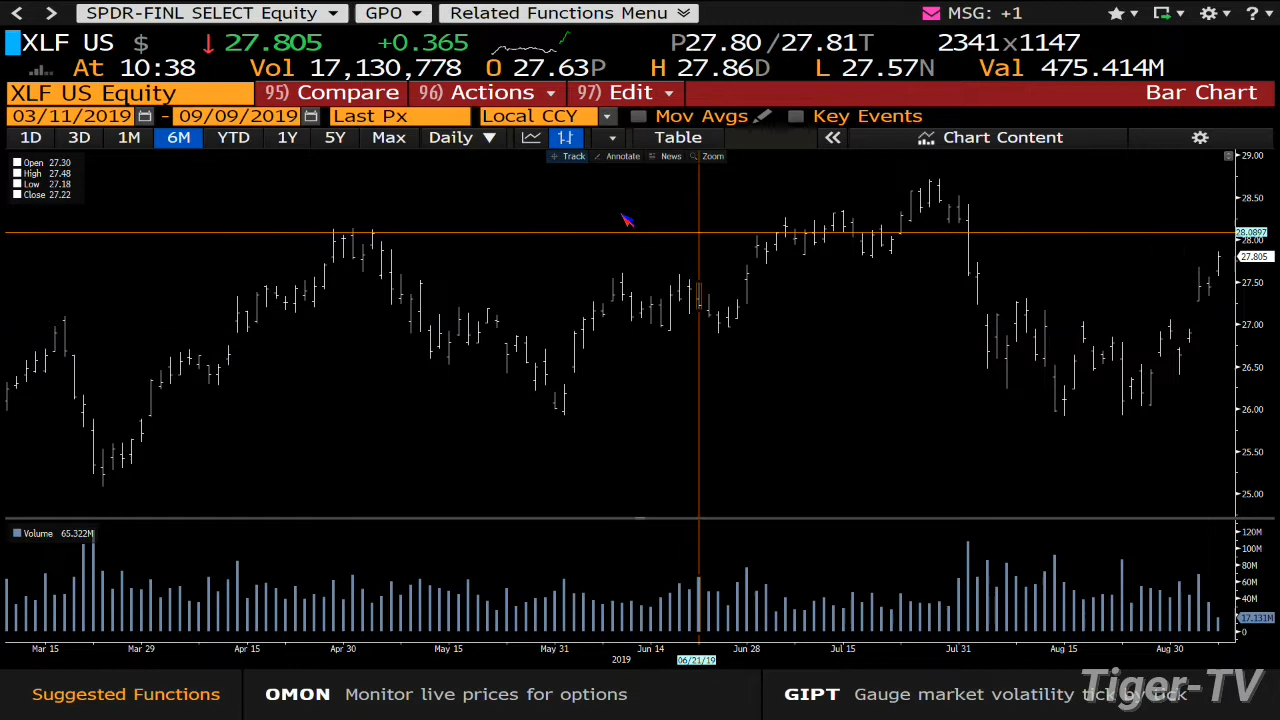 SPDR-FINL SELECT Equity GPO Related Functions Menu MSG: +1 ?
XLF US $ ↓ 27.805 +0.365 P27.80 /27.81T 2341x1147
At 10:38 Vol 17,130,778 O 27.63P H 27.86D L 27.57N Val 475.414M
XLF US Equity 95) Compare 96) Actions 97) Edit Bar Chart
03/11/2019 - 09/09/2019 Last Px Local CCY Mov Avgs Key Events
1D 3D 1M 6M YTD 1Y 5Y Max Daily ▼ Table « Chart Content
Track Annotate News Zoom
Open 27.30
High 27.48
Low 27.18
Close 27.22
29.00
28.50
28.0897
28.00
27.805
27.50
27.00
26.50
26.00
25.50
25.00
Volume 65.322M
120M
100M
80M
60M
40M
17.131M
0
Mar 15 Mar 29 Apr 15 Apr 30 May 15 May 31 Jun 14 Jun 28 Jul 15 Jul 31 Aug 15 Aug 30
2019 06/21/19
Suggested Functions OMON Monitor live prices for options GIPT Gauge market volatility tick by tick
Tiger-TV